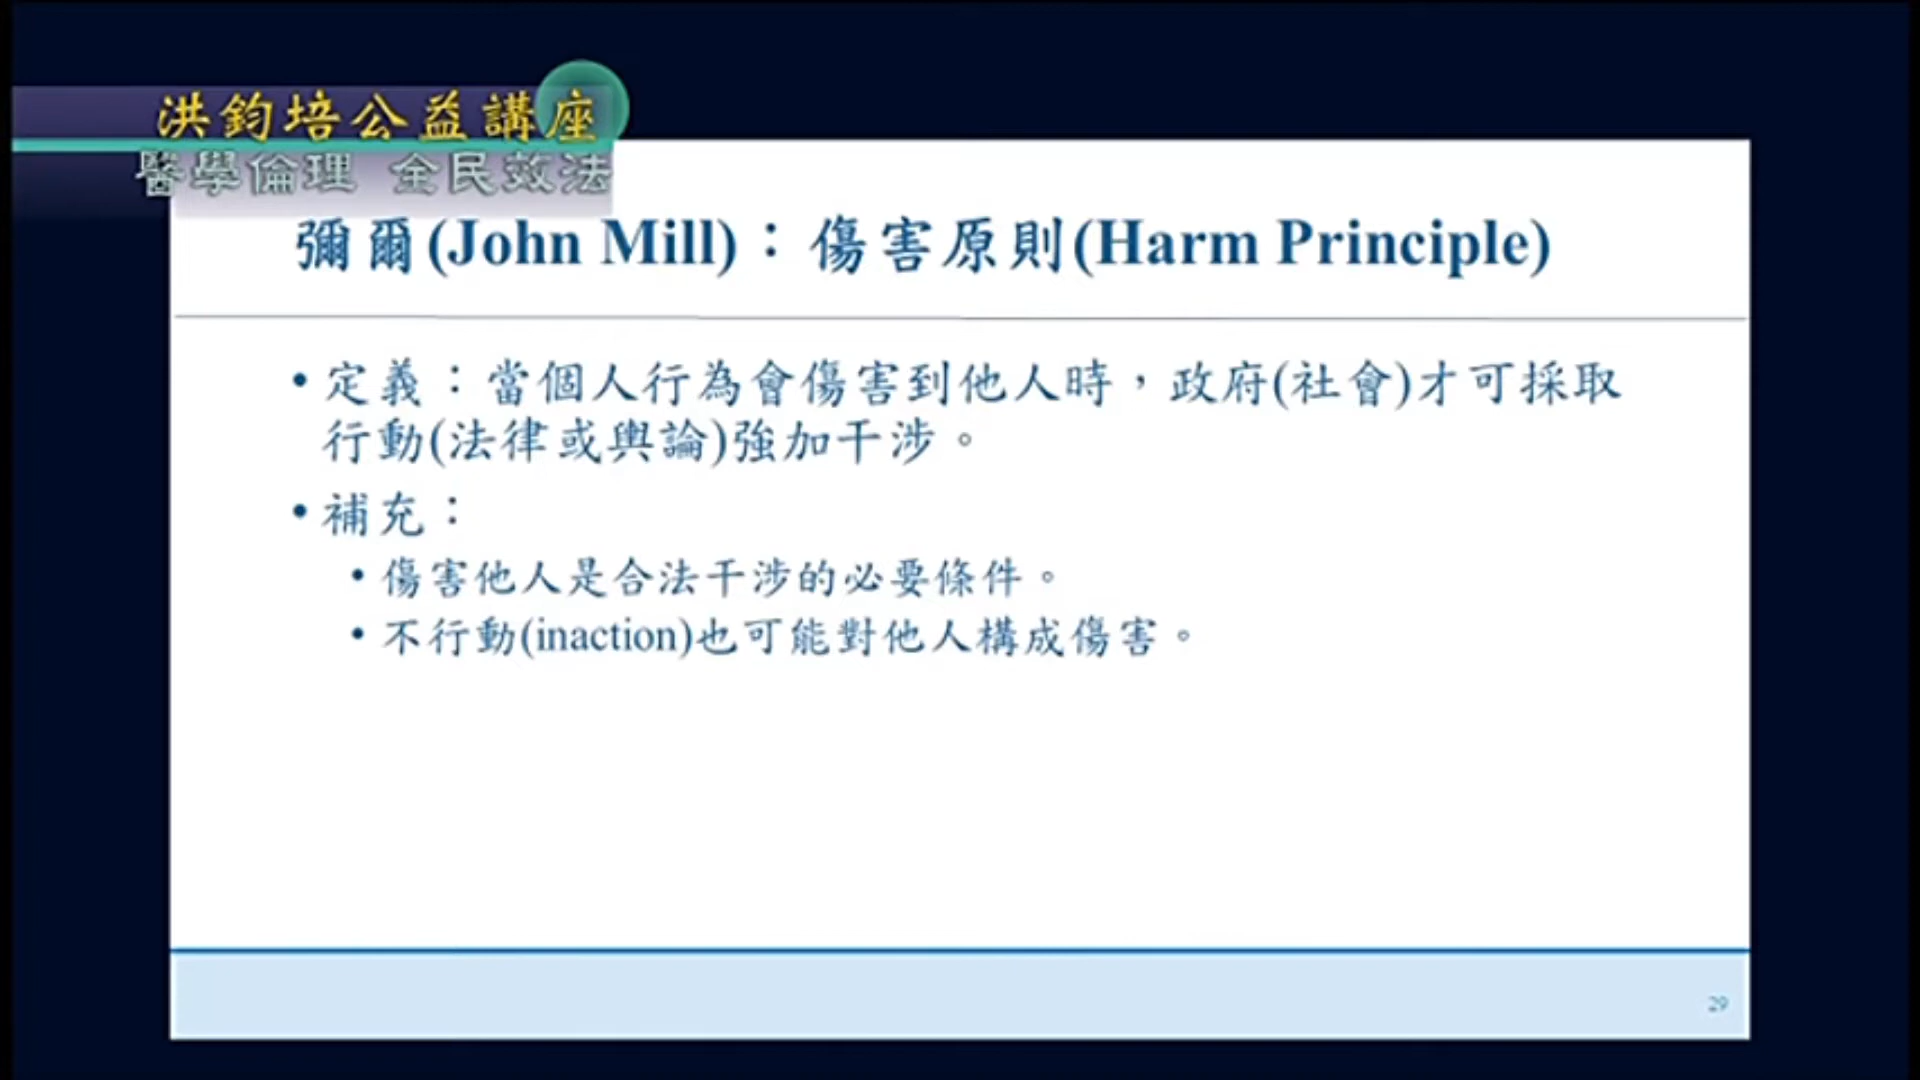 洪鈞培公益講座
醫學倫理 全民效法
彌爾(John Mill)：傷害原則(Harm Principle)
•定義：當個人行為會傷害到他人時，政府(社會)才可採取
行動(法律或輿論)強加干涉。
•補充：
•傷害他人是合法干涉的必要條件。
•不行動(inaction)也可能對他人構成傷害。
29